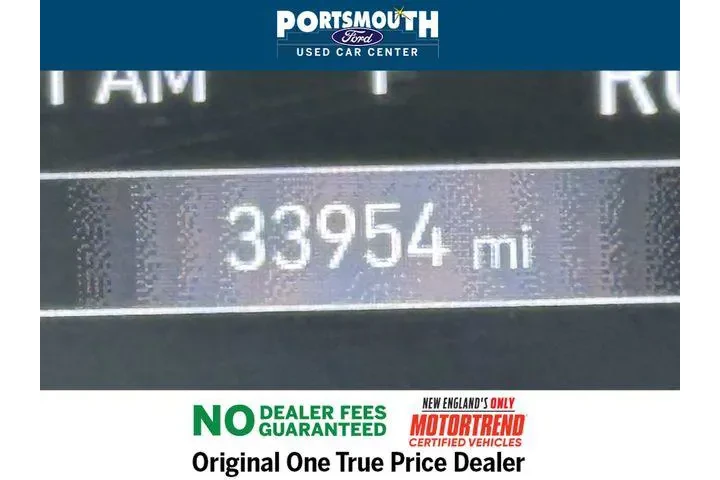 PORTSMOUTH
Ford
USED CAR CENTER
AM
33954 mi
NO DEALER FEES
GUARANTEED
NEW ENGLAND'S ONLY
MOTORTREND
CERTIFIED VEHICLES
Original One True Price Dealer